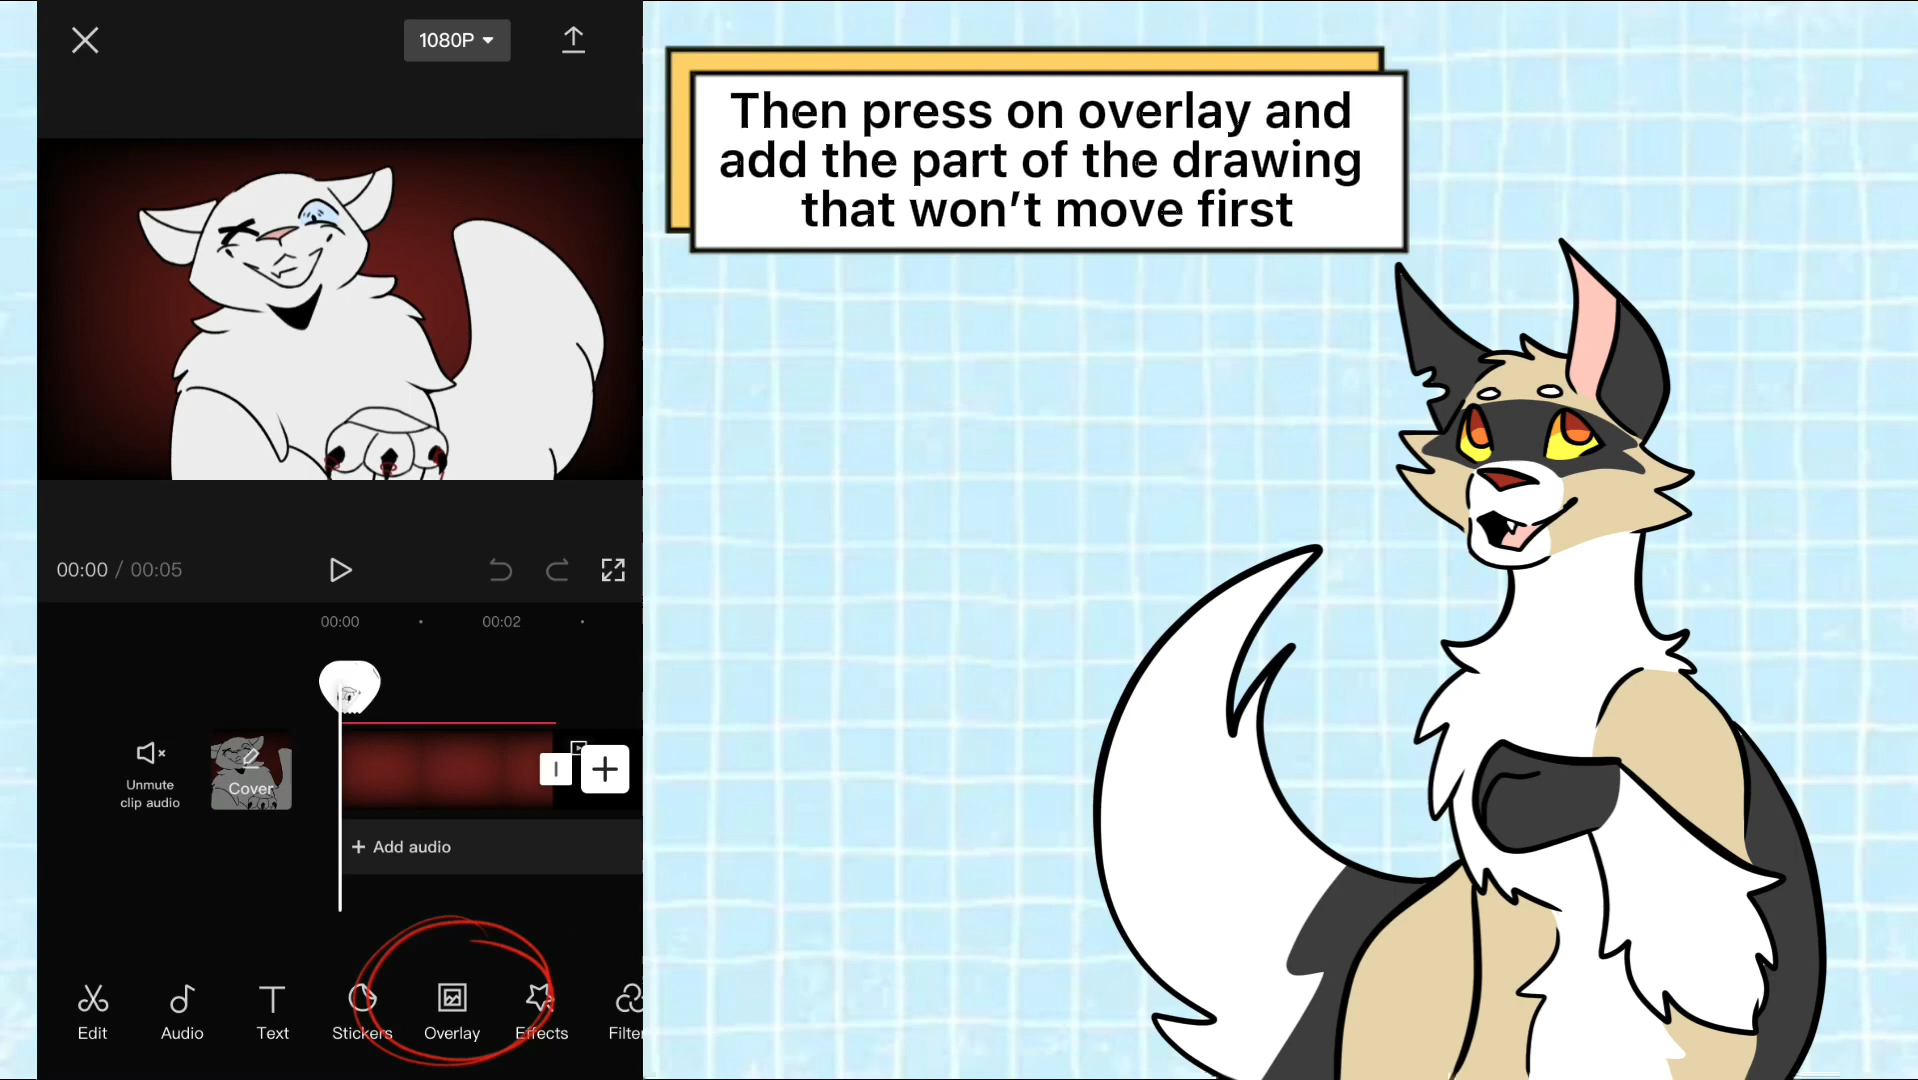 1080P
Then press on overlay and
add the part of the drawing
that won’t move first
00:00 / 00:05
00:00
00:02
Unmute
clip audio
Cover
+ Add audio
Edit
Audio
Text
Stickers
Overlay
Effects
Filter